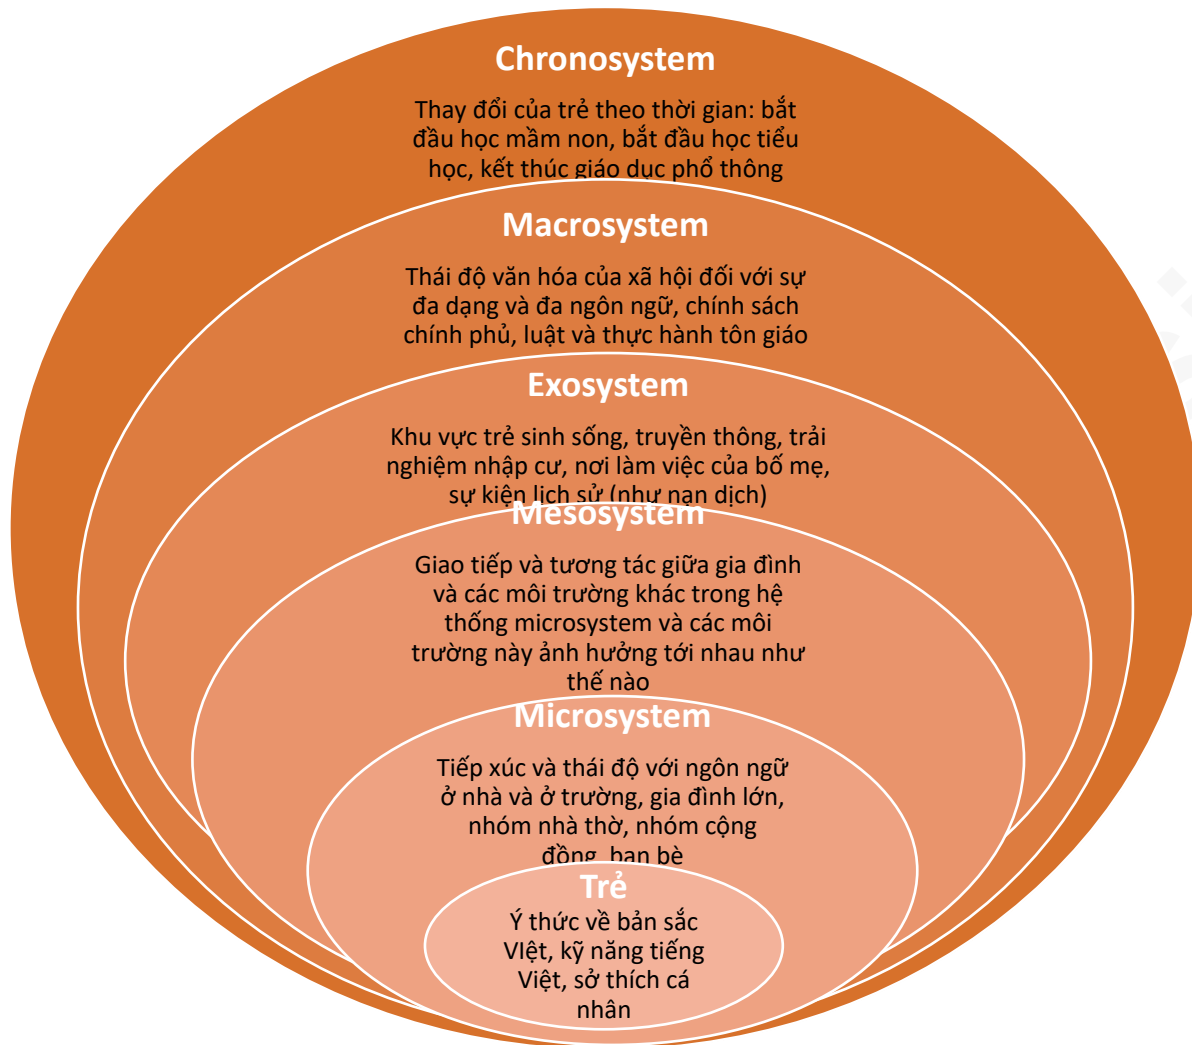 Chronosystem
Thay đổi của trẻ theo thời gian: bắt
đầu học mầm non, bắt đầu học tiểu
học, kết thúc giáo dục phổ thông
Macrosystem
Thái độ văn hóa của xã hội đối với sự
đa dạng và đa ngôn ngữ, chính sách
chính phủ, luật và thực hành tôn giáo
Exosystem
Khu vực trẻ sinh sống, truyền thông, trải
nghiệm nhập cư, nơi làm việc của bố mẹ,
sự kiện lịch sử (như nạn dịch)
Mesosystem
Giao tiếp và tương tác giữa gia đình
và các môi trường khác trong hệ
thống microsystem và các môi
trường này ảnh hưởng tới nhau như
thế nào
Microsystem
Tiếp xúc và thái độ với ngôn ngữ
ở nhà và ở trường, gia đình lớn,
nhóm nhà thờ, nhóm cộng
đồng, bạn bè
Trẻ
Ý thức về bản sắc
VIệt, kỹ năng tiếng
Việt, sở thích cá
nhân